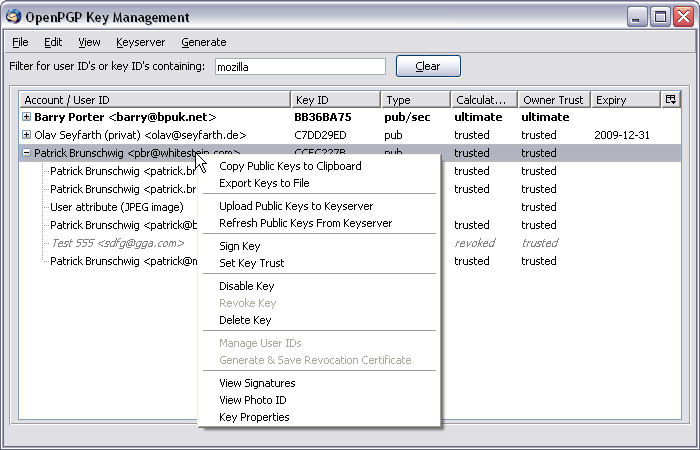 OpenPGP Key Management
File Edit View Keyserver Generate
Filter for user ID's or key ID's containing: mozilla Clear
Account / User ID Key ID Type Calculat... Owner Trust Expiry
Barry Porter <barry@bpuk.net> BB36BA75 pub/sec ultimate ultimate
Olav Seyfarth (privat) <olav@seyfarth.de> C7DD29ED pub trusted trusted 2009-12-31
Patrick Brunschwig <pbr@whitestein.com> CCEC227B pub trusted trusted
Patrick Brunschwig <patrick.br trusted trusted
Patrick Brunschwig <patrick.br trusted trusted
User attribute (JPEG image) trusted trusted
Patrick Brunschwig <patrick@b trusted trusted
Test 555 <sdfg@gga.com> revoked trusted
Patrick Brunschwig <patrick@m trusted trusted
Copy Public Keys to Clipboard
Export Keys to File
Upload Public Keys to Keyserver
Refresh Public Keys From Keyserver
Sign Key
Set Key Trust
Disable Key
Revoke Key
Delete Key
Manage User IDs
Generate & Save Revocation Certificate
View Signatures
View Photo ID
Key Properties